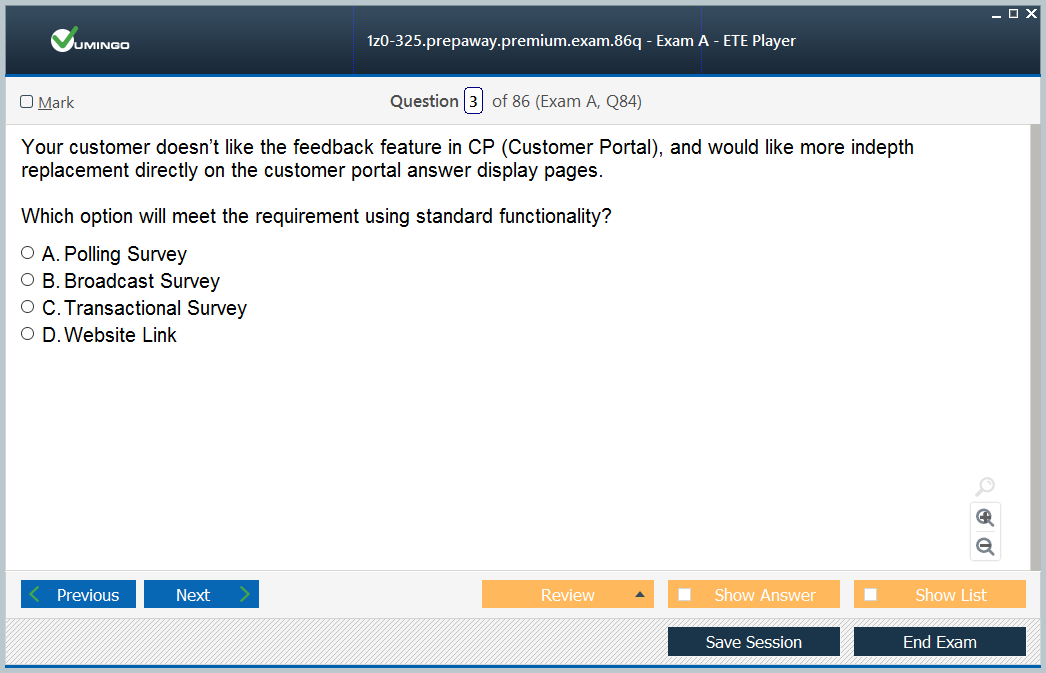 VUMINGO
1z0-325.prepaway.premium.exam.86q - Exam A - ETE Player
Mark
Question 3 of 86 (Exam A, Q84)
Your customer doesn't like the feedback feature in CP (Customer Portal), and would like more indepth
replacement directly on the customer portal answer display pages.
Which option will meet the requirement using standard functionality?
A. Polling Survey
B. Broadcast Survey
C. Transactional Survey
D. Website Link
Previous
Next
Review
Show Answer
Show List
Save Session
End Exam